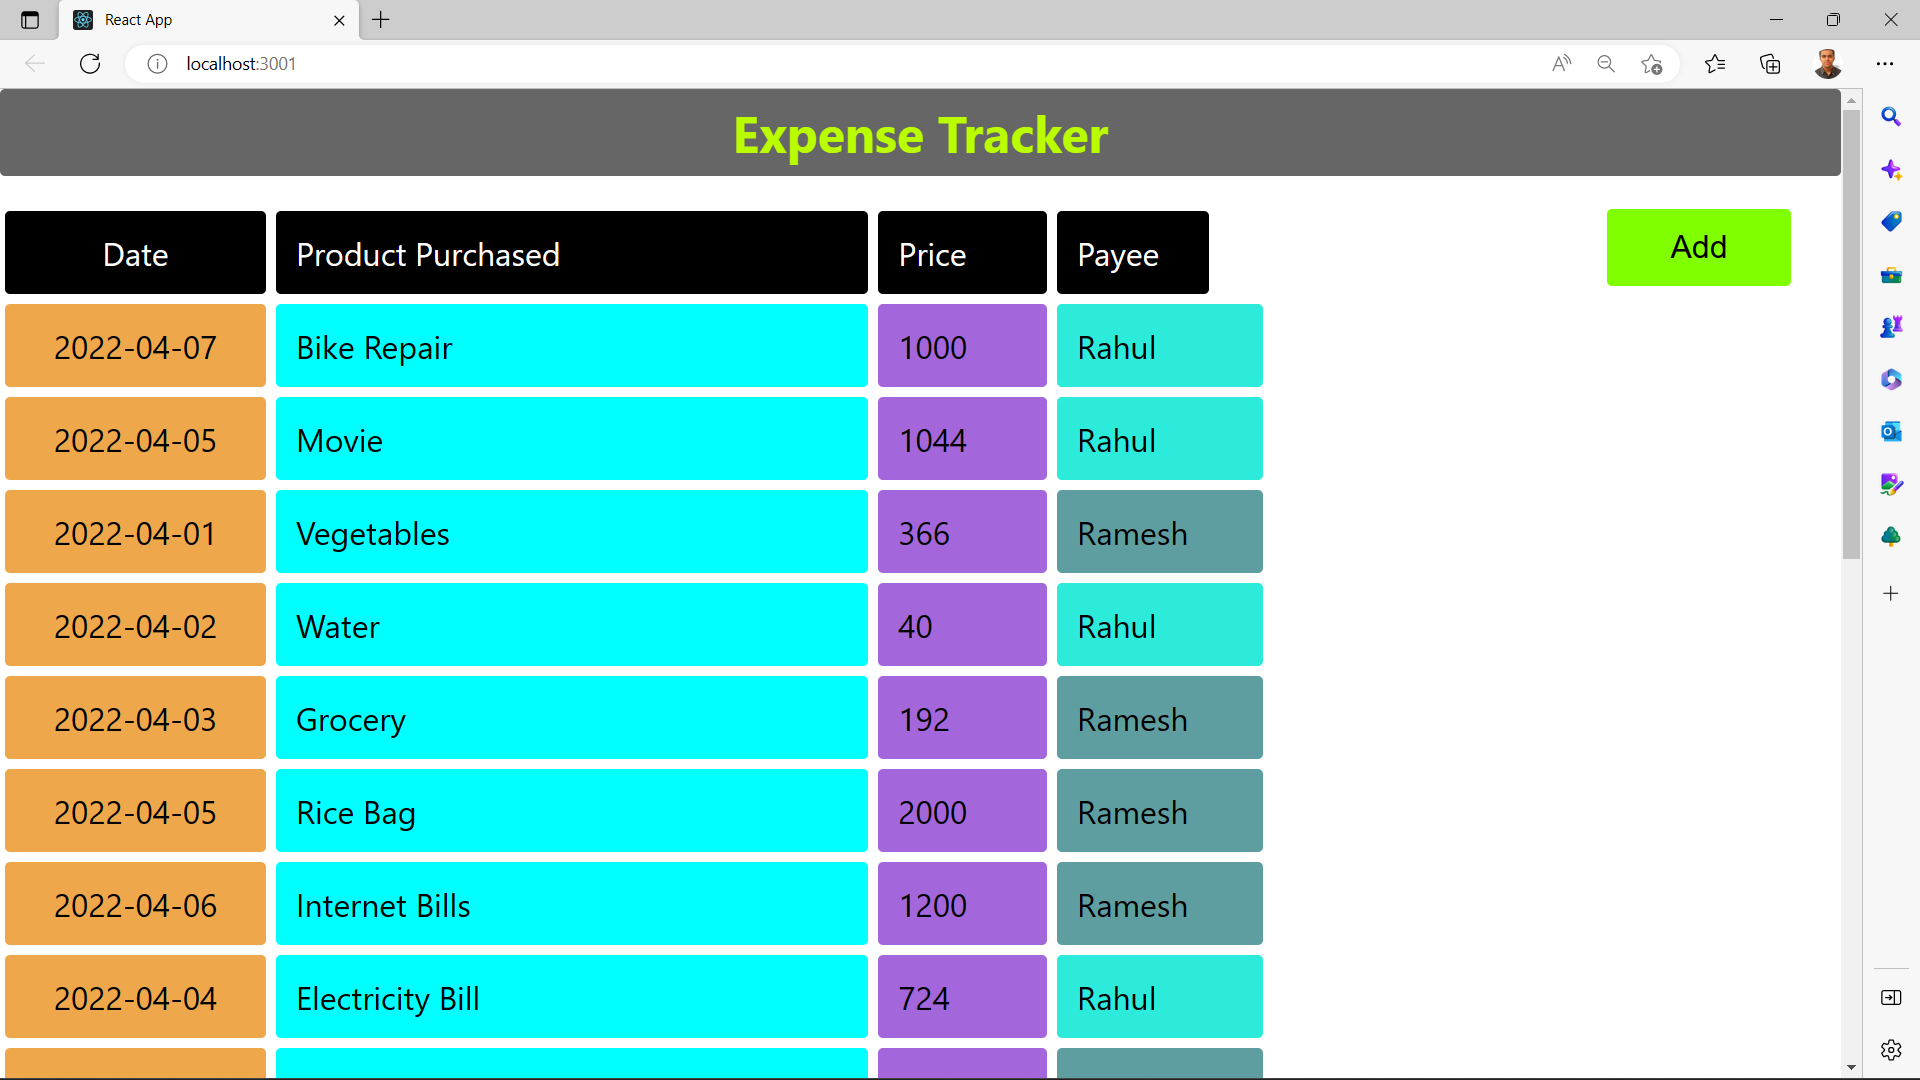 React App
localhost:3001
Expense Tracker
Date Product Purchased Price Payee Add
2022-04-07 Bike Repair 1000 Rahul
2022-04-05 Movie 1044 Rahul
2022-04-01 Vegetables 366 Ramesh
2022-04-02 Water 40 Rahul
2022-04-03 Grocery 192 Ramesh
2022-04-05 Rice Bag 2000 Ramesh
2022-04-06 Internet Bills 1200 Ramesh
2022-04-04 Electricity Bill 724 Rahul